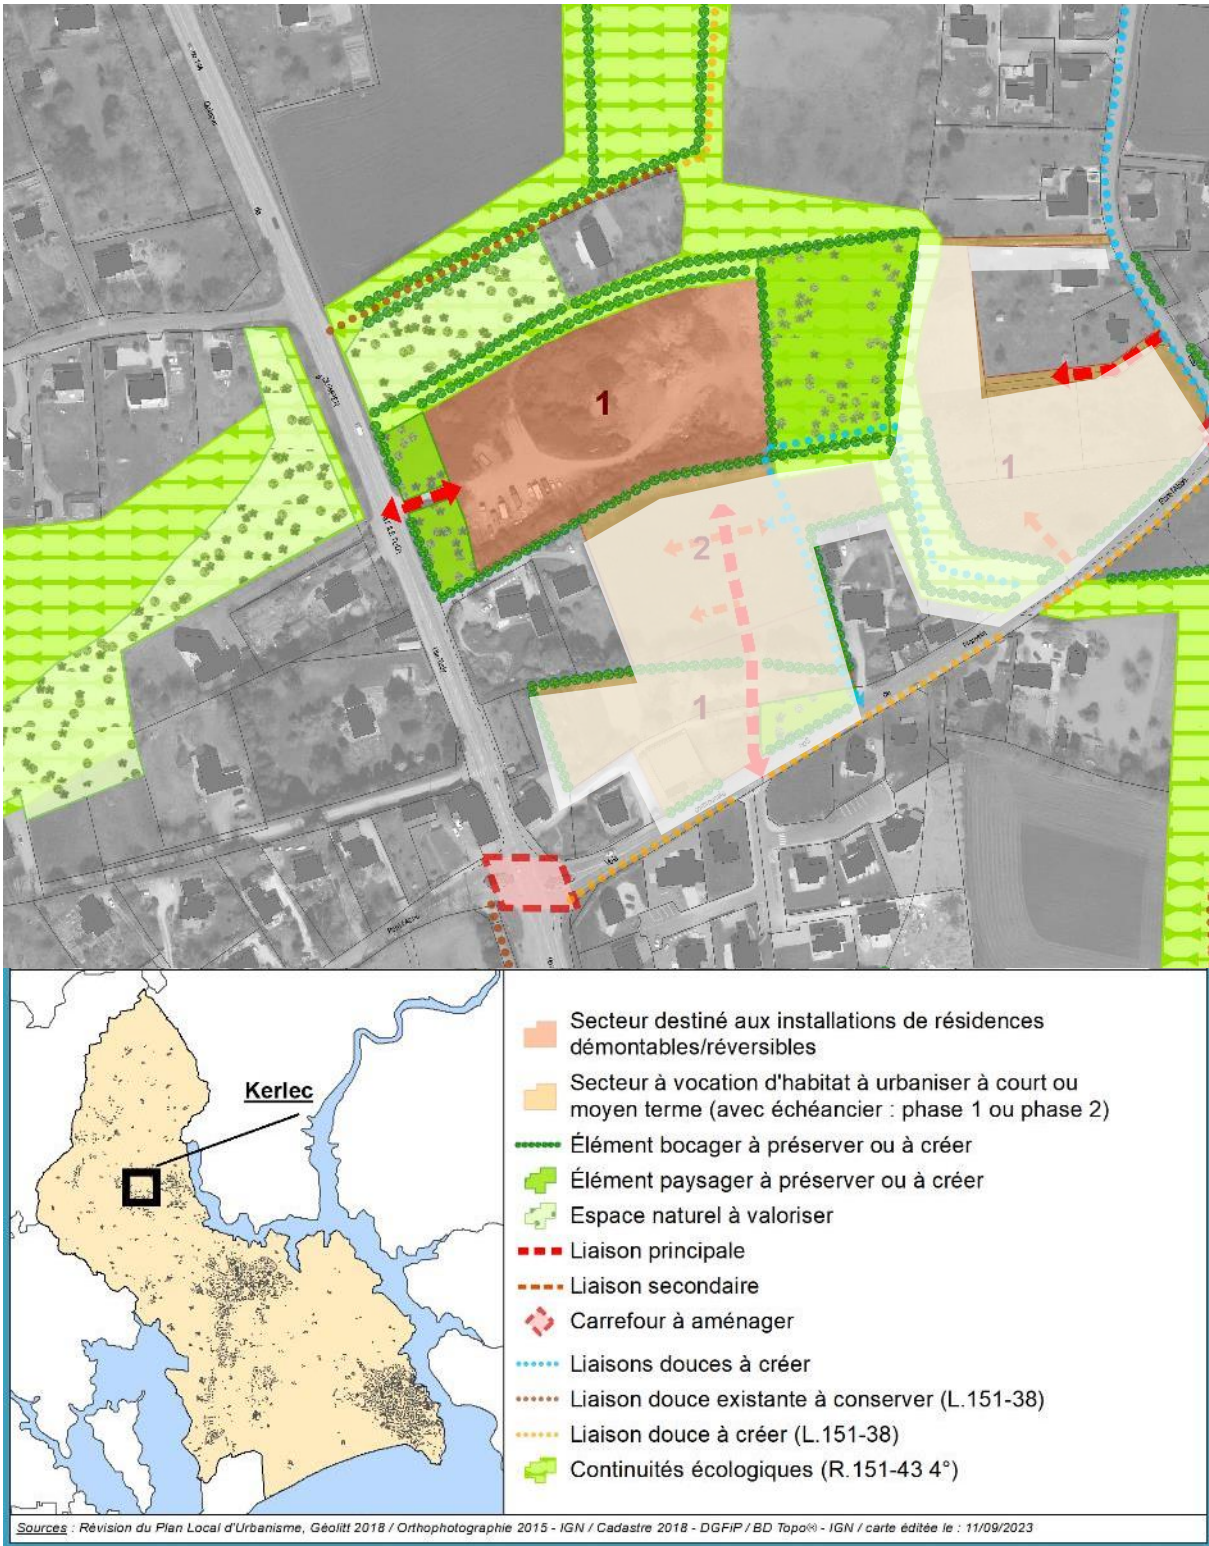 1
1
2
1
Kerlec
Secteur destiné aux installations de résidences
démontables/réversibles
Secteur à vocation d'habitat à urbaniser à court ou
moyen terme (avec échéancier : phase 1 ou phase 2)
Élément bocager à préserver ou à créer
Élément paysager à préserver ou à créer
Espace naturel à valoriser
Liaison principale
Liaison secondaire
Carrefour à aménager
Liaisons douces à créer
Liaison douce existante à conserver (L.151-38)
Liaison douce à créer (L.151-38)
Continuités écologiques (R.151-43 4°)
Sources : Révision du Plan Local d'Urbanisme, Géolitt 2018 / Orthophotographie 2015 - IGN / Cadastre 2018 - DGFiP / BD Topo® - IGN / carte éditée le : 11/09/2023